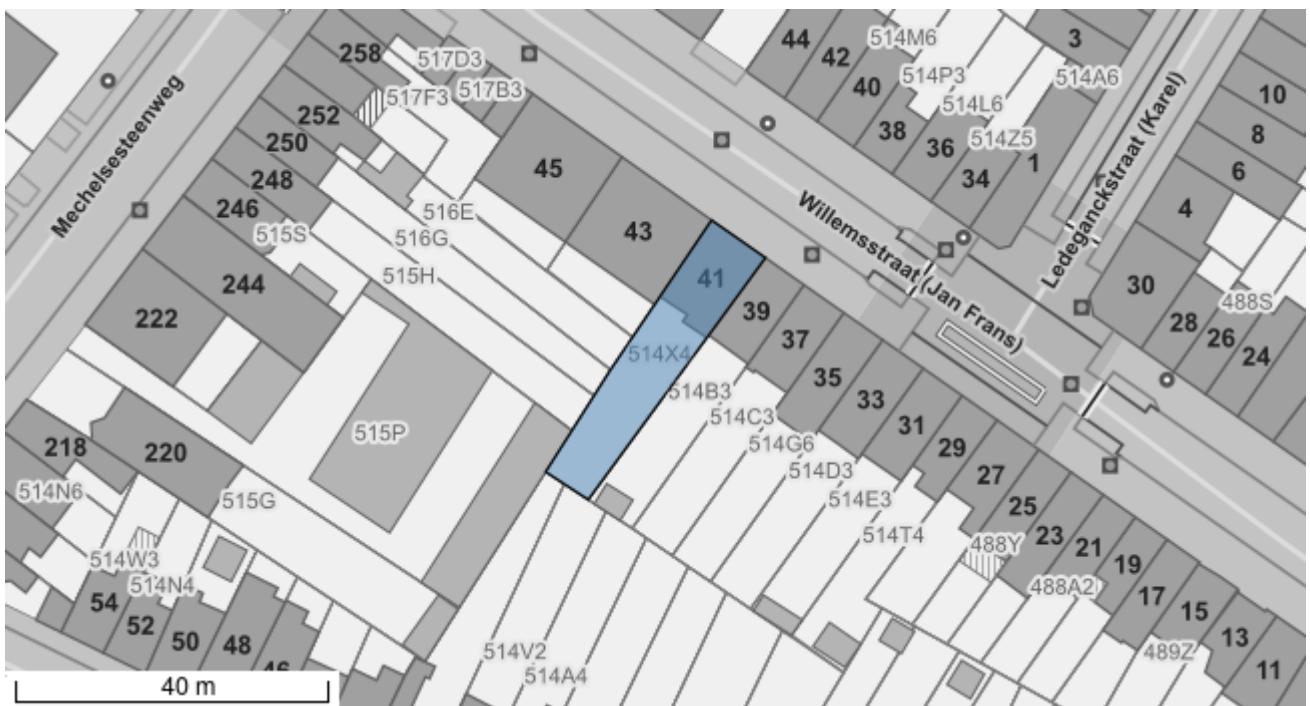 44
42
514M6
3
258
517D3
40
514P3
514A6
517F3
517B3
514L6
10
252
38
514Z5
8
250
36
6
248
45
34
1
4
Mechelsesteenweg
246
516E
Willemsstraat (Jan Frans)
Ledeganckstraat (Karel)
515S
516G
43
515H
41
244
30
488S
222
39
28
26
37
24
514X4
35
514B3
33
514C3
31
515P
514G6
29
218
220
514D3
27
514N6
515G
514E3
25
514T4
23
488Y
21
514W3
19
514N4
488A2
54
17
52
15
50
48
13
514V2
489Z
46
514A4
11
40 m